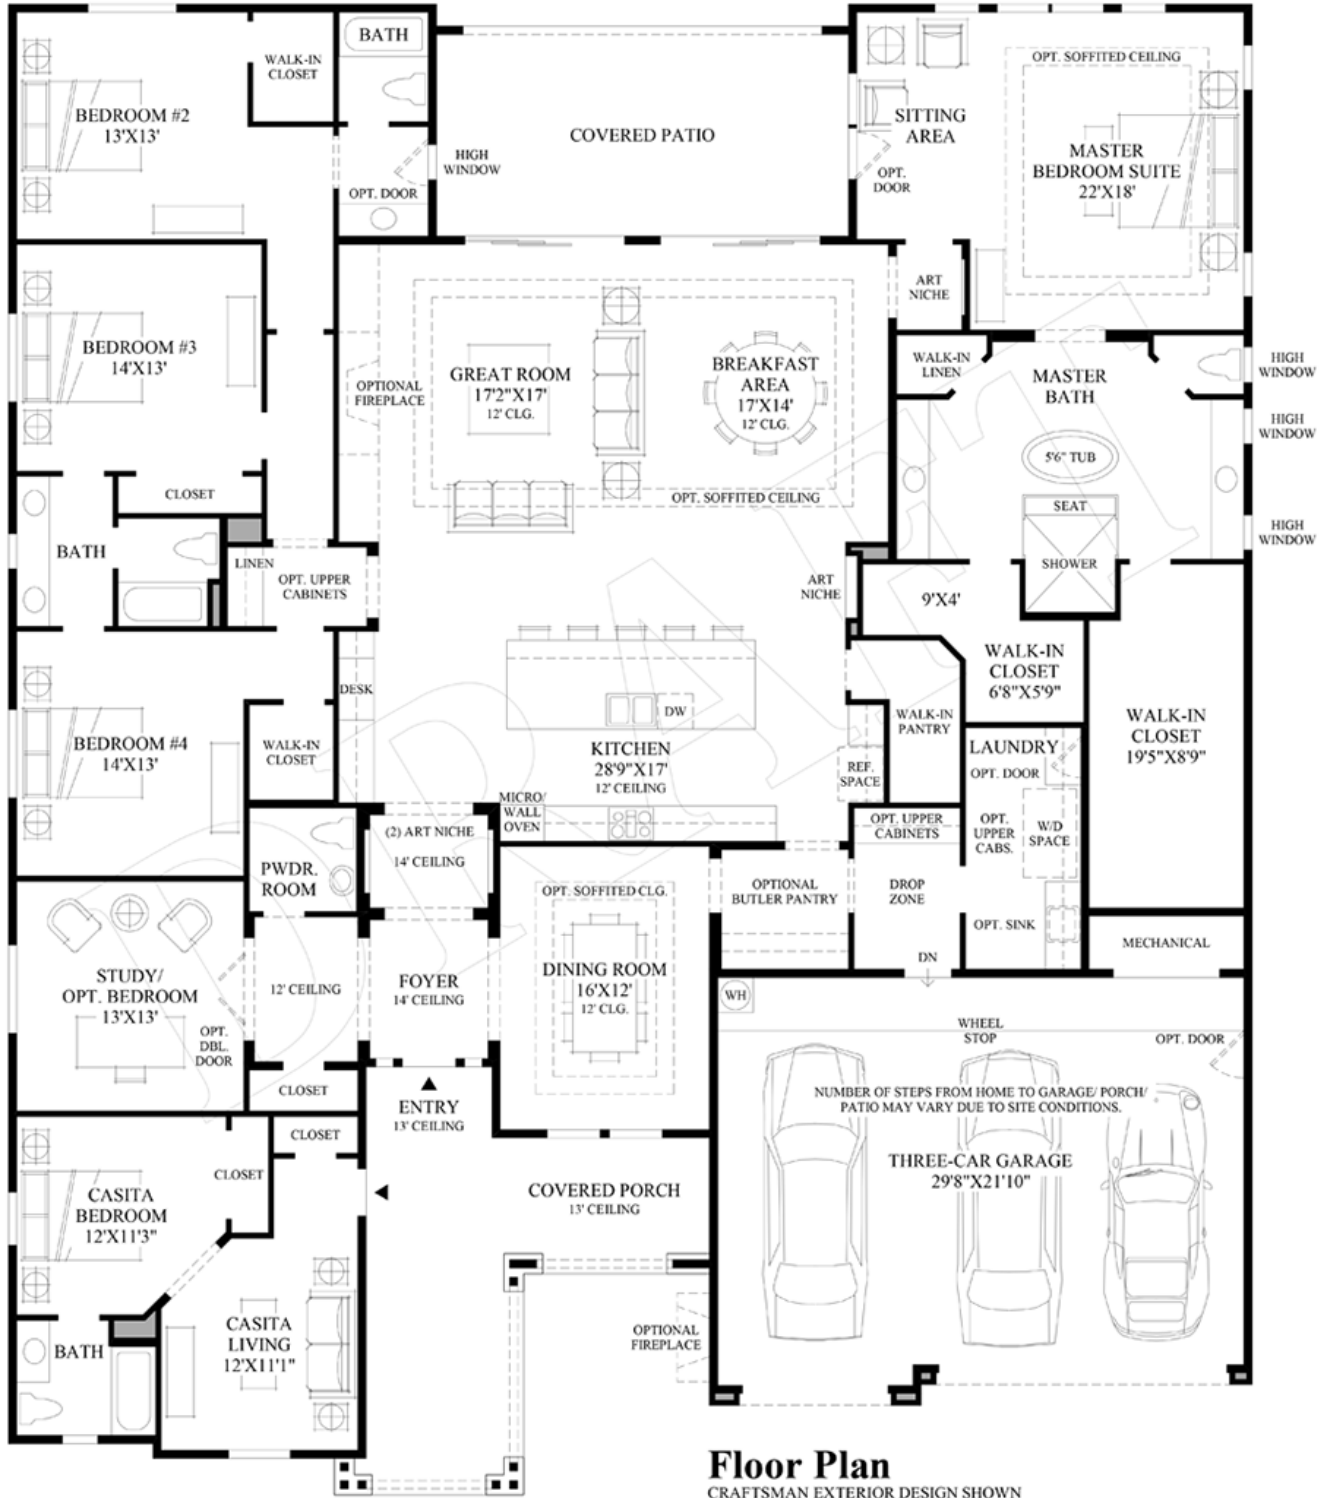 BATH
WALK-IN
CLOSET
BEDROOM #2
13'X13'
HIGH
WINDOW
OPT. DOOR
COVERED PATIO
SITTING
AREA
OPT.
DOOR
OPT. SOFFITED CEILING
MASTER
BEDROOM SUITE
22'X18'
ART
NICHE
BEDROOM #3
14'X13'
OPTIONAL
FIREPLACE
GREAT ROOM
17'2"X17'
12' CLG.
BREAKFAST
AREA
17'X14'
12' CLG.
OPT. SOFFITED CEILING
WALK-IN
LINEN
MASTER
BATH
HIGH
WINDOW
HIGH
WINDOW
HIGH
WINDOW
5'6" TUB
SEAT
SHOWER
CLOSET
BATH
LINEN
OPT. UPPER
CABINETS
ART
NICHE
9'X4'
WALK-IN
CLOSET
6'8"X5'9"
WALK-IN
CLOSET
19'5"X8'9"
DESK
DW
KITCHEN
28'9"X17'
12' CEILING
REF.
SPACE
WALK-IN
PANTRY
LAUNDRY
OPT. DOOR
OPT.
UPPER
CABS.
W/D
SPACE
OPT. SINK
BEDROOM #4
14'X13'
WALK-IN
CLOSET
MICRO/
WALL
OVEN
OPT. UPPER
CABINETS
PWDR.
ROOM
(2) ART NICHE
14' CEILING
OPT. SOFFITED CLG.
OPTIONAL
BUTLER PANTRY
DROP
ZONE
DN
MECHANICAL
STUDY/
OPT. BEDROOM
13'X13'
OPT.
DBL.
DOOR
12' CEILING
FOYER
14' CEILING
DINING ROOM
16'X12'
12' CLG.
WH
WHEEL
STOP
OPT. DOOR
CLOSET
ENTRY
13' CEILING
NUMBER OF STEPS FROM HOME TO GARAGE/ PORCH/
PATIO MAY VARY DUE TO SITE CONDITIONS.
THREE-CAR GARAGE
29'8"X21'10"
CLOSET
CLOSET
CASITA
BEDROOM
12'X11'3"
COVERED PORCH
13' CEILING
CASITA
LIVING
12'X11'1"
BATH
OPTIONAL
FIREPLACE
Floor Plan
CRAFTSMAN EXTERIOR DESIGN SHOWN
DRAFT